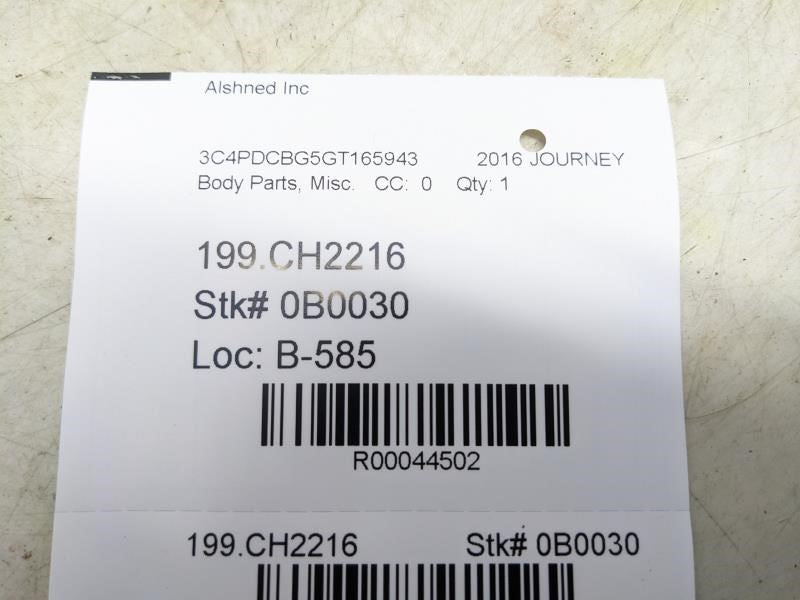 Alshned Inc
3C4PDCBG5GT165943 2016 JOURNEY
Body Parts, Misc. CC: 0 Qty: 1
199.CH2216
Stk# 0B0030
Loc: B-585
R00044502
199.CH2216 Stk# 0B0030